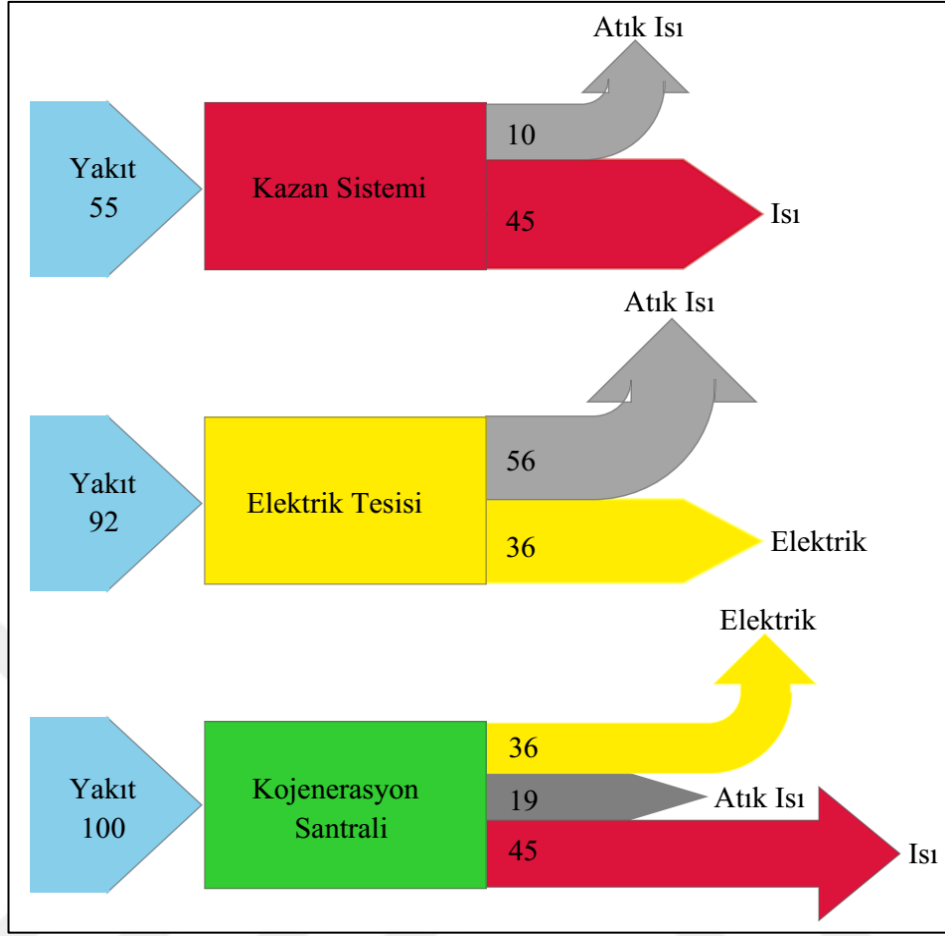 Atık Isı
Yakıt
55
Kazan Sistemi
10
45
Isı
Atık Isı
Yakıt
92
Elektrik Tesisi
56
36
Elektrik
Elektrik
Yakıt
100
Kojenerasyon
Santrali
36
19
Atık Isı
45
Isı